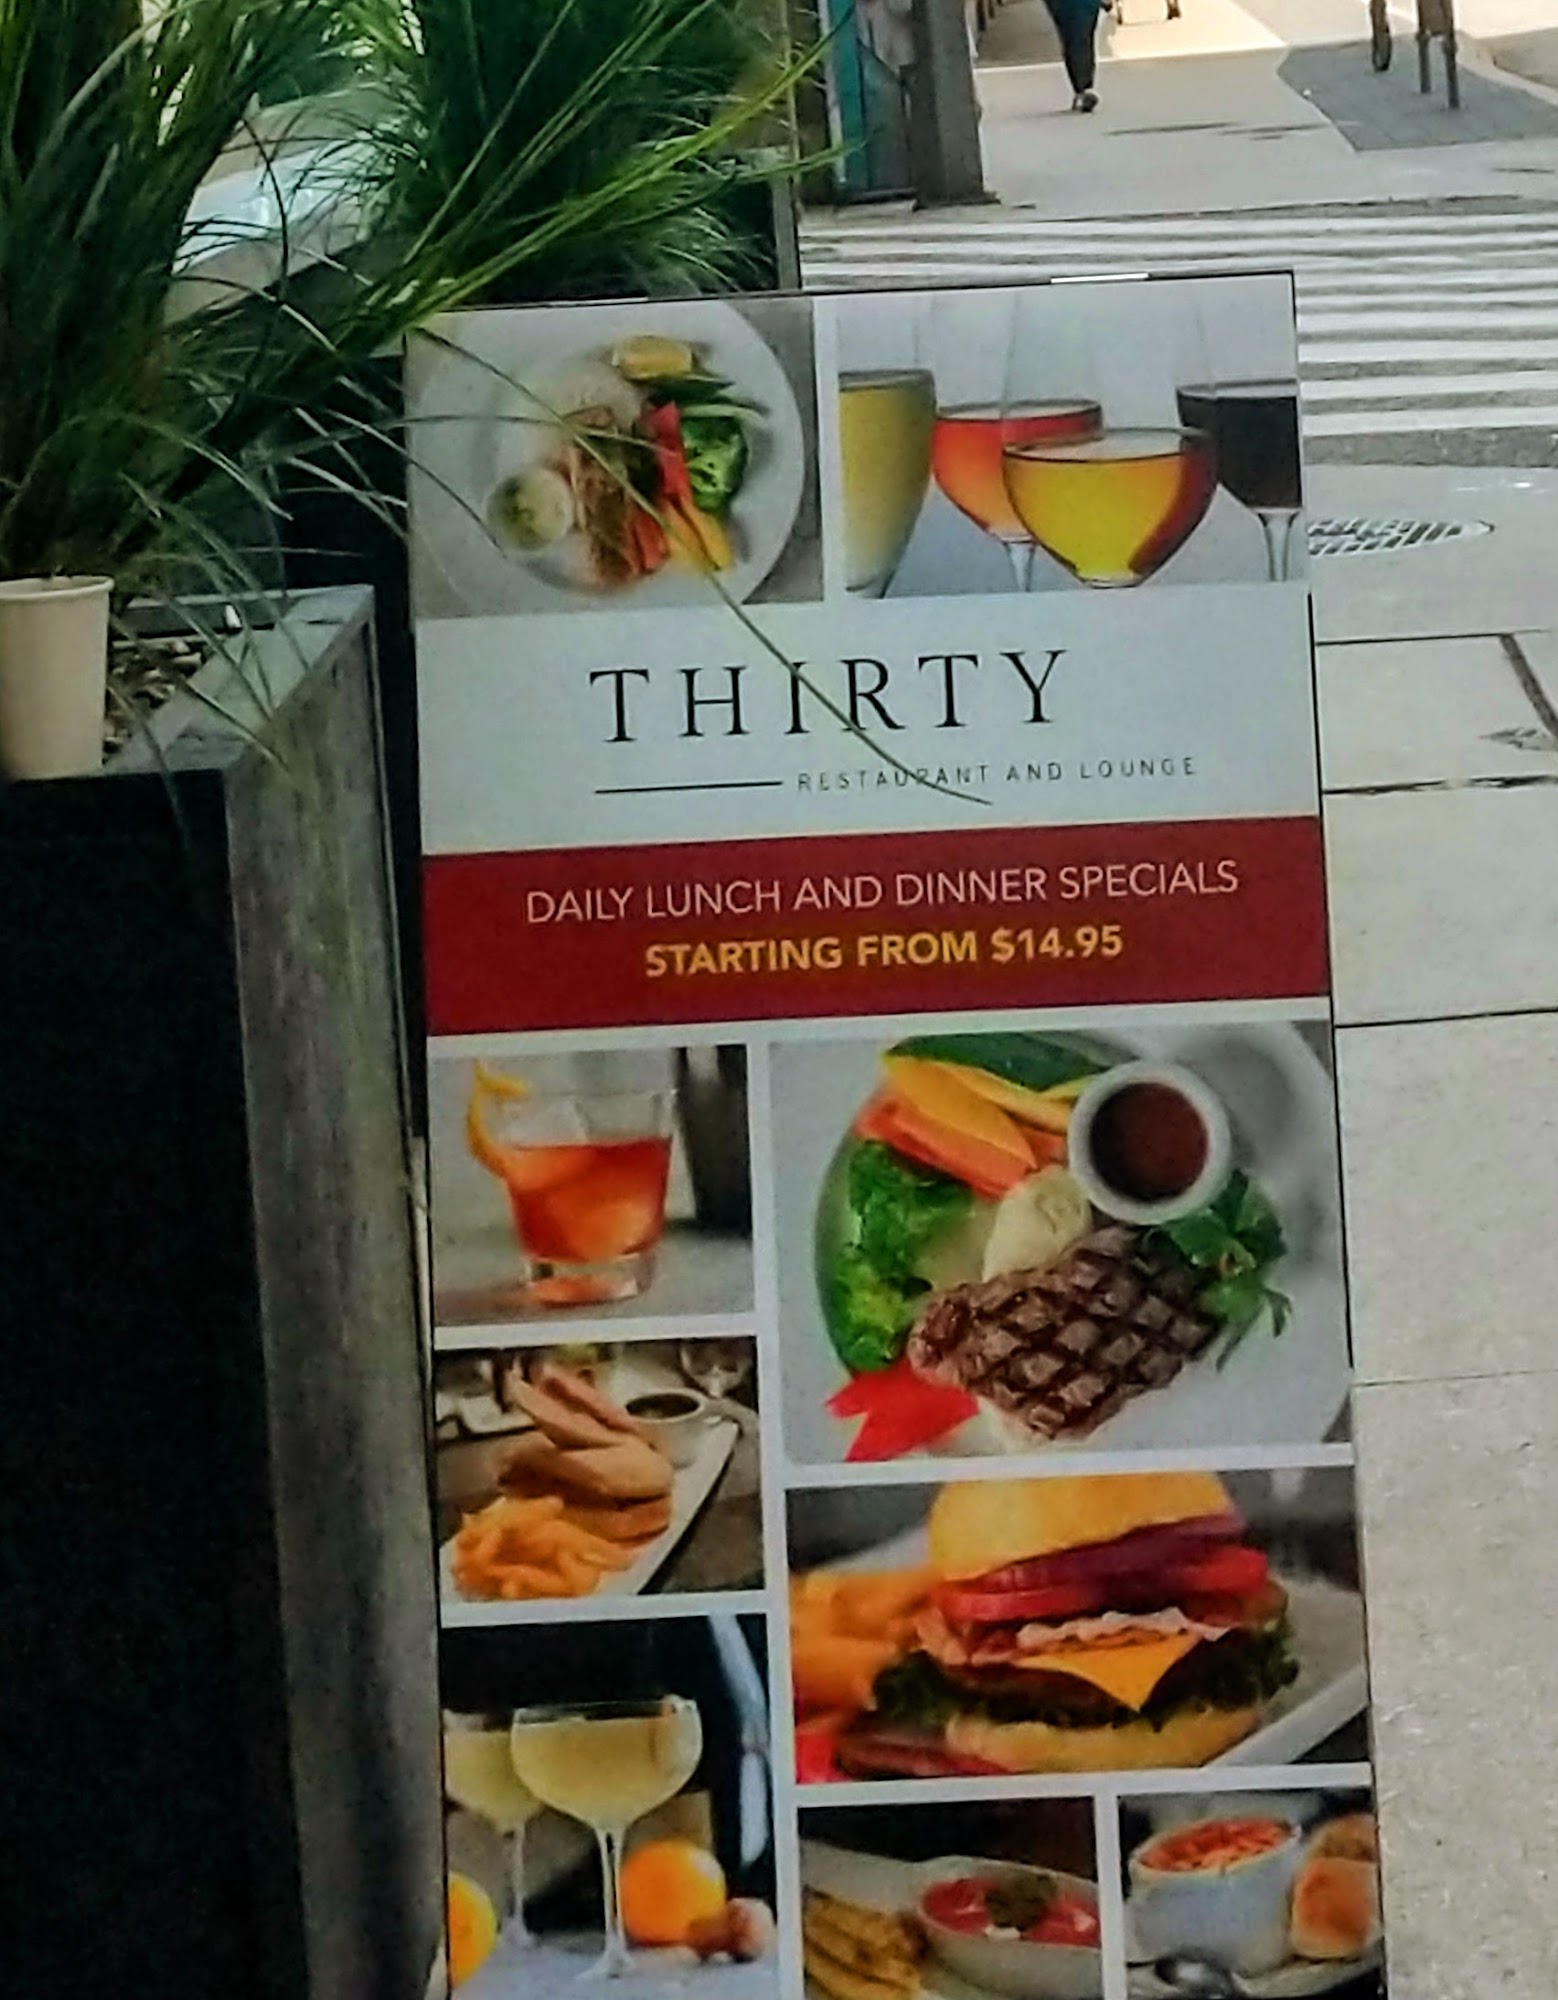 THIRTY
RESTAURANT AND LOUNGE
DAILY LUNCH AND DINNER SPECIALS
STARTING FROM $14.95